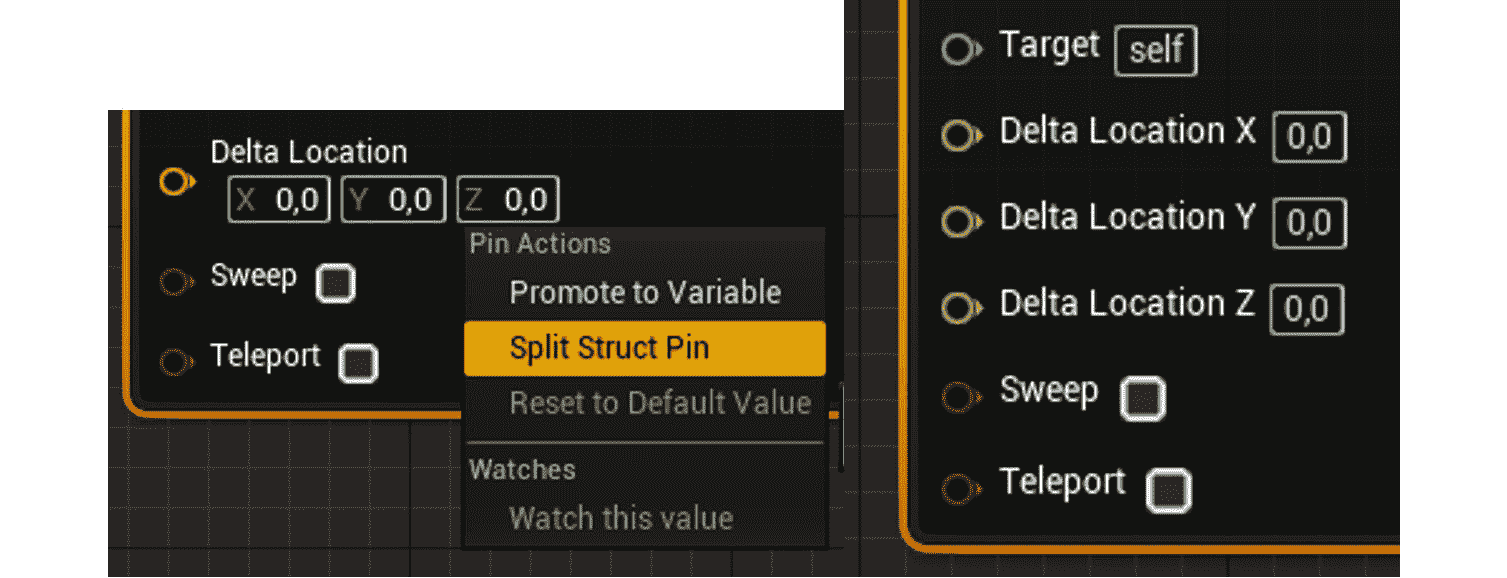 Delta Location
X 0,0 Y 0,0 Z 0,0
Sweep
Teleport
Pin Actions
Promote to Variable
Split Struct Pin
Reset to Default Value
Watches
Watch this value
Target self
Delta Location X 0,0
Delta Location Y 0,0
Delta Location Z 0,0
Sweep
Teleport